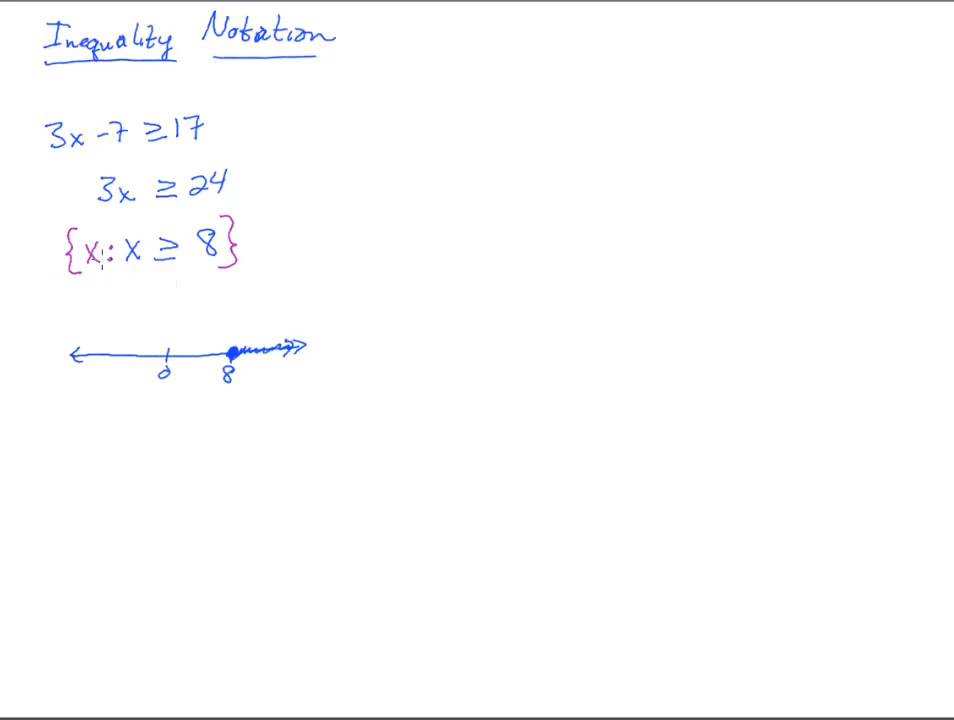 Inequality Notation
3x -7 ≥ 17
3x ≥ 24
{x: x ≥ 8}
0 8